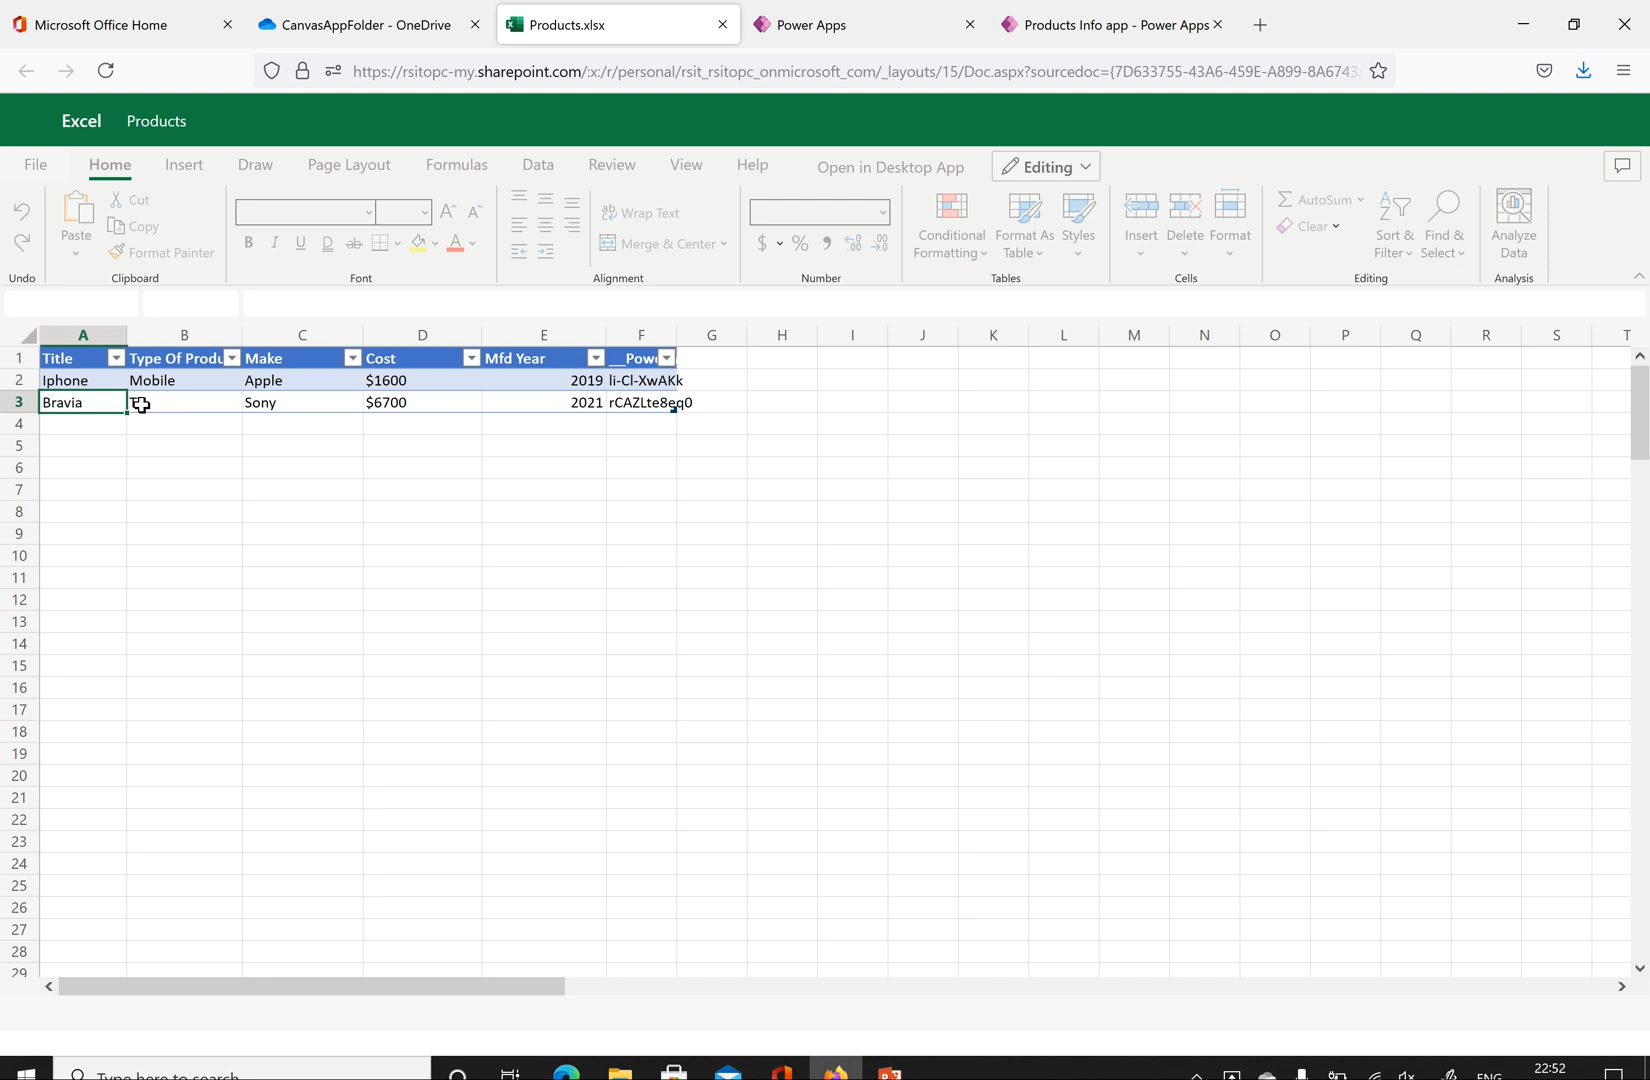 Microsoft Office Home
CanvasAppFolder - OneDrive
Products.xlsx
Power Apps
Products Info app - Power Apps
https://rsitopc-my.sharepoint.com/:x:/r/personal/rsit_rsitopc_onmicrosoft_com/_layouts/15/Doc.aspx?sourcedoc={7D633755-43A6-459E-A899-8A6743
Excel Products
File Home Insert Draw Page Layout Formulas Data Review View Help Open in Desktop App Editing
Paste
Cut
Copy
Format Painter
B I U D ab A
Wrap Text
Merge & Center
$ % 9
Conditional Formatting
Format As Table
Styles
Insert
Delete
Format
AutoSum
Clear
Sort & Filter
Find & Select
Analyze Data
Undo Clipboard Font Alignment Number Tables Cells Editing Analysis
A B C D E F G H I J K L M N O P Q R S T
1 Title Type Of Produ Make Cost Mfd Year __Powe
2 Iphone Mobile Apple $1600 2019 li-Cl-XwAKk
3 Bravia Sony $6700 2021 rCAZLte8eq0
4
5
6
7
8
9
10
11
12
13
14
15
16
17
18
19
20
21
22
23
24
25
26
27
28
29
Type here to search
ENG
22:52